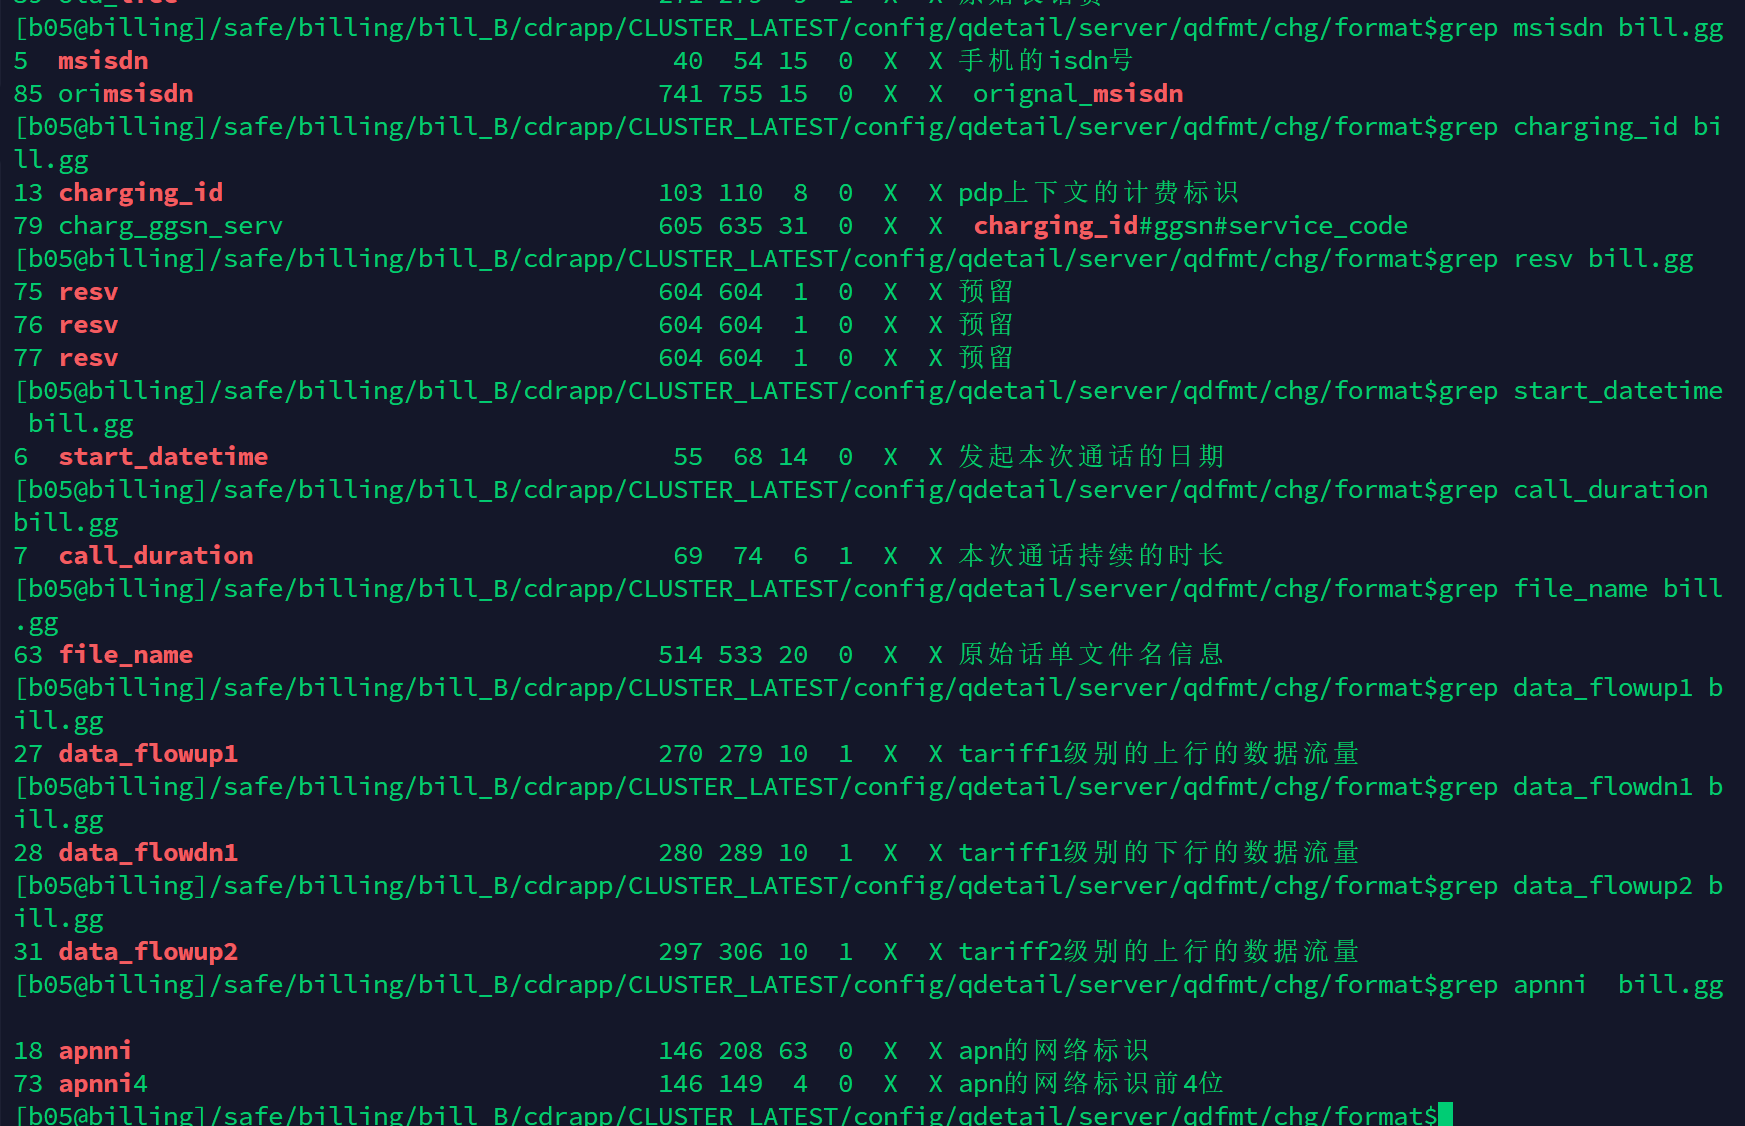 [b05@billing]/safe/billing/bill_B/cdrapp/CLUSTER_LATEST/config/qdetail/server/qdfmt/chg/format$grep msisdn bill.gg
5  msisdn                                   40  54 15  0  X  X 手机的isdn号
85 orimsisdn                               741 755 15  0  X  X  orignal_msisdn
[b05@billing]/safe/billing/bill_B/cdrapp/CLUSTER_LATEST/config/qdetail/server/qdfmt/chg/format$grep charging_id bi
ll.gg
13 charging_id                             103 110  8  0  X  X pdp上下文的计费标识
79 charg_ggsn_serv                         605 635 31  0  X  X  charging_id#ggsn#service_code
[b05@billing]/safe/billing/bill_B/cdrapp/CLUSTER_LATEST/config/qdetail/server/qdfmt/chg/format$grep resv bill.gg
75 resv                                    604 604  1  0  X  X 预留
76 resv                                    604 604  1  0  X  X 预留
77 resv                                    604 604  1  0  X  X 预留
[b05@billing]/safe/billing/bill_B/cdrapp/CLUSTER_LATEST/config/qdetail/server/qdfmt/chg/format$grep start_datetime
 bill.gg
6  start_datetime                           55  68 14  0  X  X 发起本次通话的日期
[b05@billing]/safe/billing/bill_B/cdrapp/CLUSTER_LATEST/config/qdetail/server/qdfmt/chg/format$grep call_duration
bill.gg
7  call_duration                            69  74  6  1  X  X 本次通话持续的时长
[b05@billing]/safe/billing/bill_B/cdrapp/CLUSTER_LATEST/config/qdetail/server/qdfmt/chg/format$grep file_name bill
.gg
63 file_name                               514 533 20  0  X  X 原始话单文件名信息
[b05@billing]/safe/billing/bill_B/cdrapp/CLUSTER_LATEST/config/qdetail/server/qdfmt/chg/format$grep data_flowup1 b
ill.gg
27 data_flowup1                            270 279 10  1  X  X tariff1级别的上行的数据流量
[b05@billing]/safe/billing/bill_B/cdrapp/CLUSTER_LATEST/config/qdetail/server/qdfmt/chg/format$grep data_flowdn1 b
ill.gg
28 data_flowdn1                            280 289 10  1  X  X tariff1级别的下行的数据流量
[b05@billing]/safe/billing/bill_B/cdrapp/CLUSTER_LATEST/config/qdetail/server/qdfmt/chg/format$grep data_flowup2 b
ill.gg
31 data_flowup2                            297 306 10  1  X  X tariff2级别的上行的数据流量
[b05@billing]/safe/billing/bill_B/cdrapp/CLUSTER_LATEST/config/qdetail/server/qdfmt/chg/format$grep apnni  bill.gg
18 apnni                                   146 208 63  0  X  X apn的网络标识
73 apnni4                                  146 149  4  0  X  X apn的网络标识前4位
[b05@billing]/safe/billing/bill_B/cdrapp/CLUSTER_LATEST/config/qdetail/server/qdfmt/chg/format$